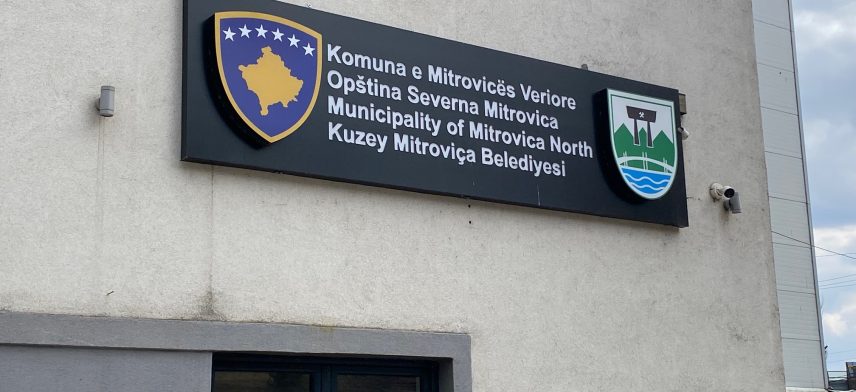 Komuna e Mitrovicës Veriore
Opština Severna Mitrovica
Municipality of Mitrovica North
Kuzey Mitroviça Belediyesi